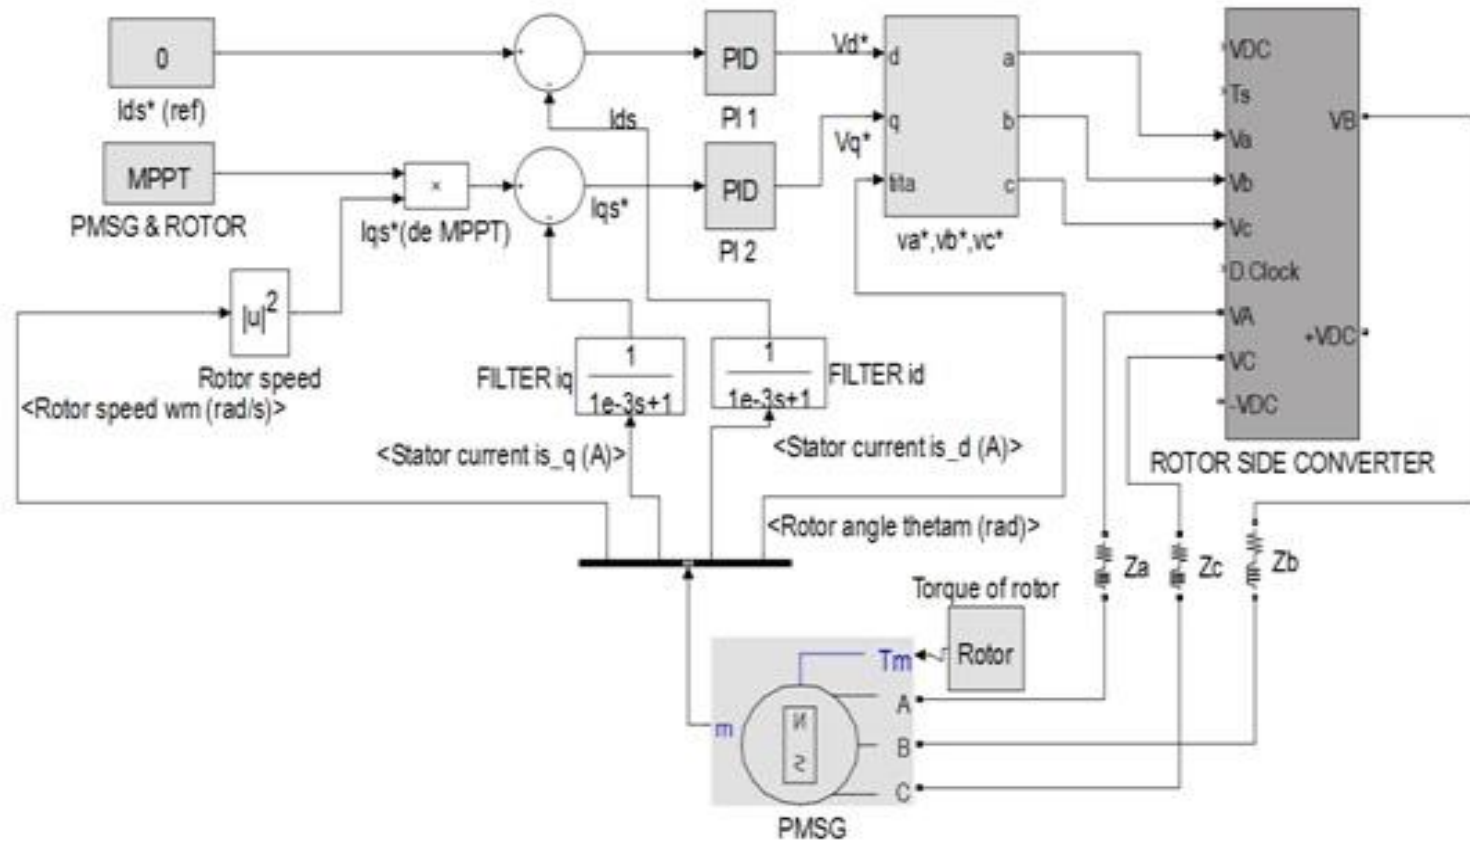 0
Ids* (ref)
Ids
PID
PI 1
Vd*
d
q
tita
a
b
c
va*,vb*,vc*
MPPT
PMSG & ROTOR
×
Iqs*(de MPPT)
Iqs*
PID
PI 2
Vq*
VDC
Ts
Va
Vb
Vc
D.Clock
VA
VC
-VDC
VB
+VDC
ROTOR SIDE CONVERTER
|u|2
Rotor speed
<Rotor speed wm (rad/s)>
FILTER iq
1
1e-3s+1
1
1e-3s+1
FILTER id
<Stator current is_q (A)>
<Stator current is_d (A)>
<Rotor angle thetam (rad)>
Za
Zc
Zb
Torque of rotor
Rotor
Tm
A
B
C
m
N
S
PMSG